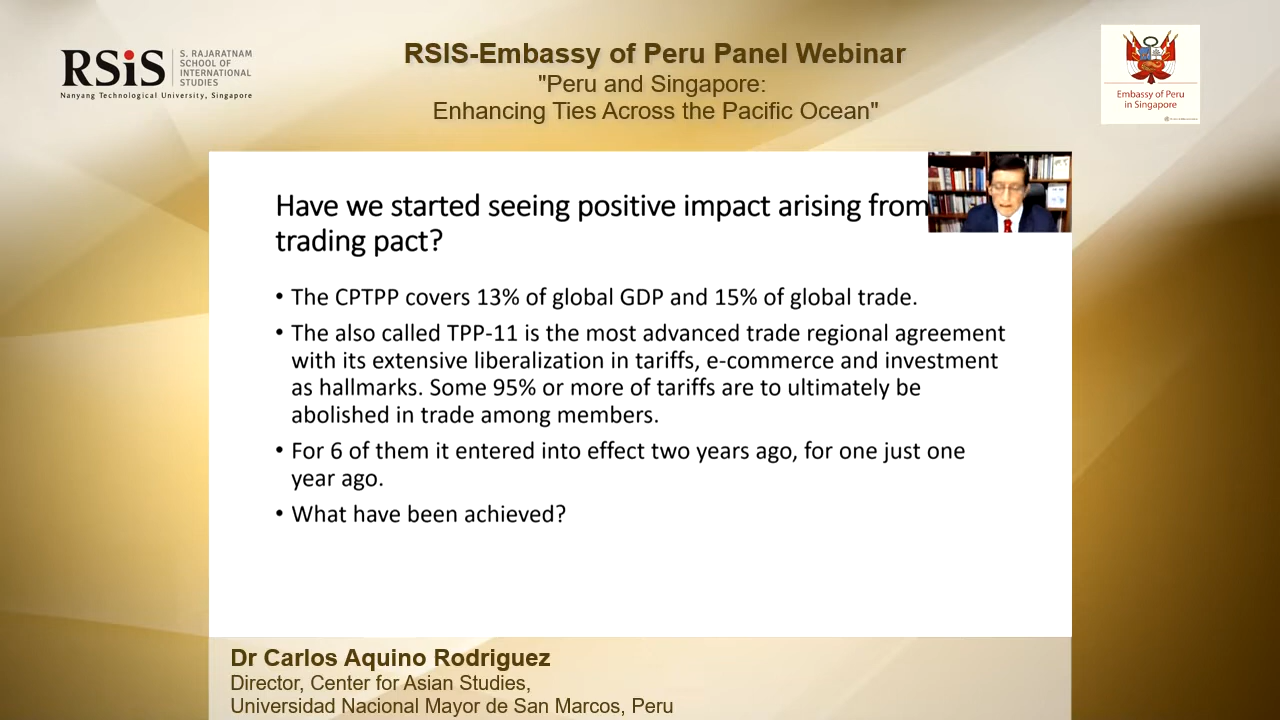 RSiS
S. RAJARATNAM
SCHOOL OF
INTERNATIONAL
STUDIES
Nanyang Technological University, Singapore
RSIS-Embassy of Peru Panel Webinar
"Peru and Singapore:
Enhancing Ties Across the Pacific Ocean"
Embassy of Peru
in Singapore
Have we started seeing positive impact arising from
trading pact?
• The CPTPP covers 13% of global GDP and 15% of global trade.
• The also called TPP-11 is the most advanced trade regional agreement
with its extensive liberalization in tariffs, e-commerce and investment
as hallmarks. Some 95% or more of tariffs are to ultimately be
abolished in trade among members.
• For 6 of them it entered into effect two years ago, for one just one
year ago.
• What have been achieved?
Dr Carlos Aquino Rodriguez
Director, Center for Asian Studies,
Universidad Nacional Mayor de San Marcos, Peru